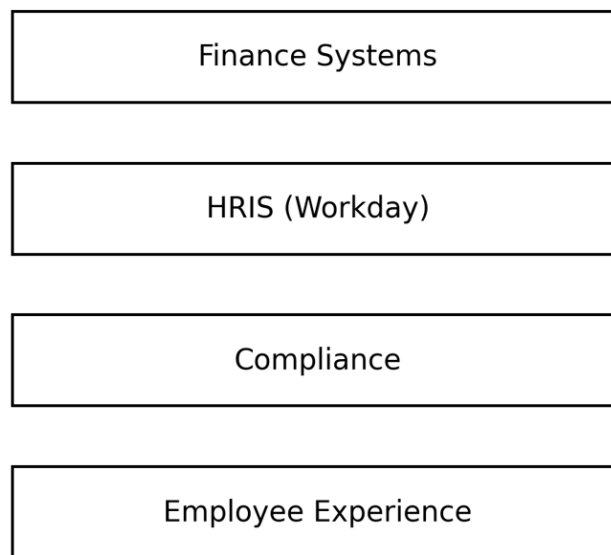 Finance Systems
HRIS (Workday)
Compliance
Employee Experience